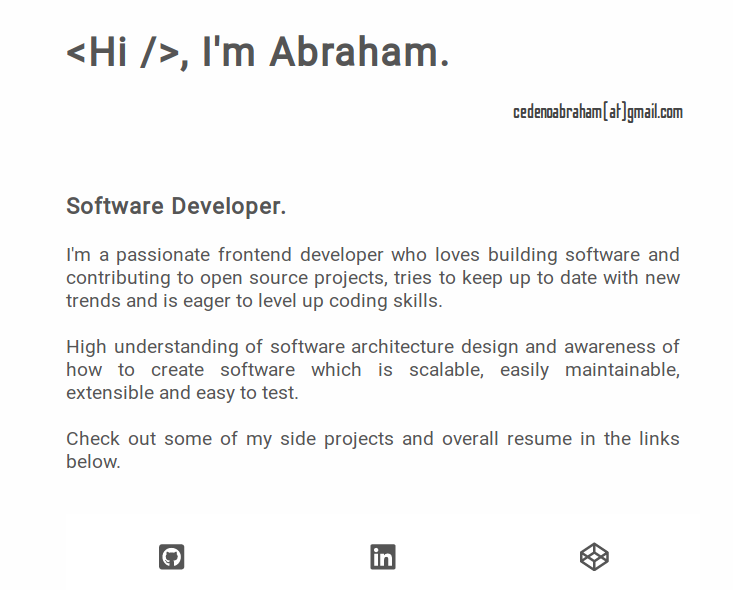 <Hi />, I'm Abraham.
cedenoabraham(at)gmail.com
Software Developer.
I'm a passionate frontend developer who loves building software and
contributing to open source projects, tries to keep up to date with new
trends and is eager to level up coding skills.
High understanding of software architecture design and awareness of
how to create software which is scalable, easily maintainable,
extensible and easy to test.
Check out some of my side projects and overall resume in the links
below.
in